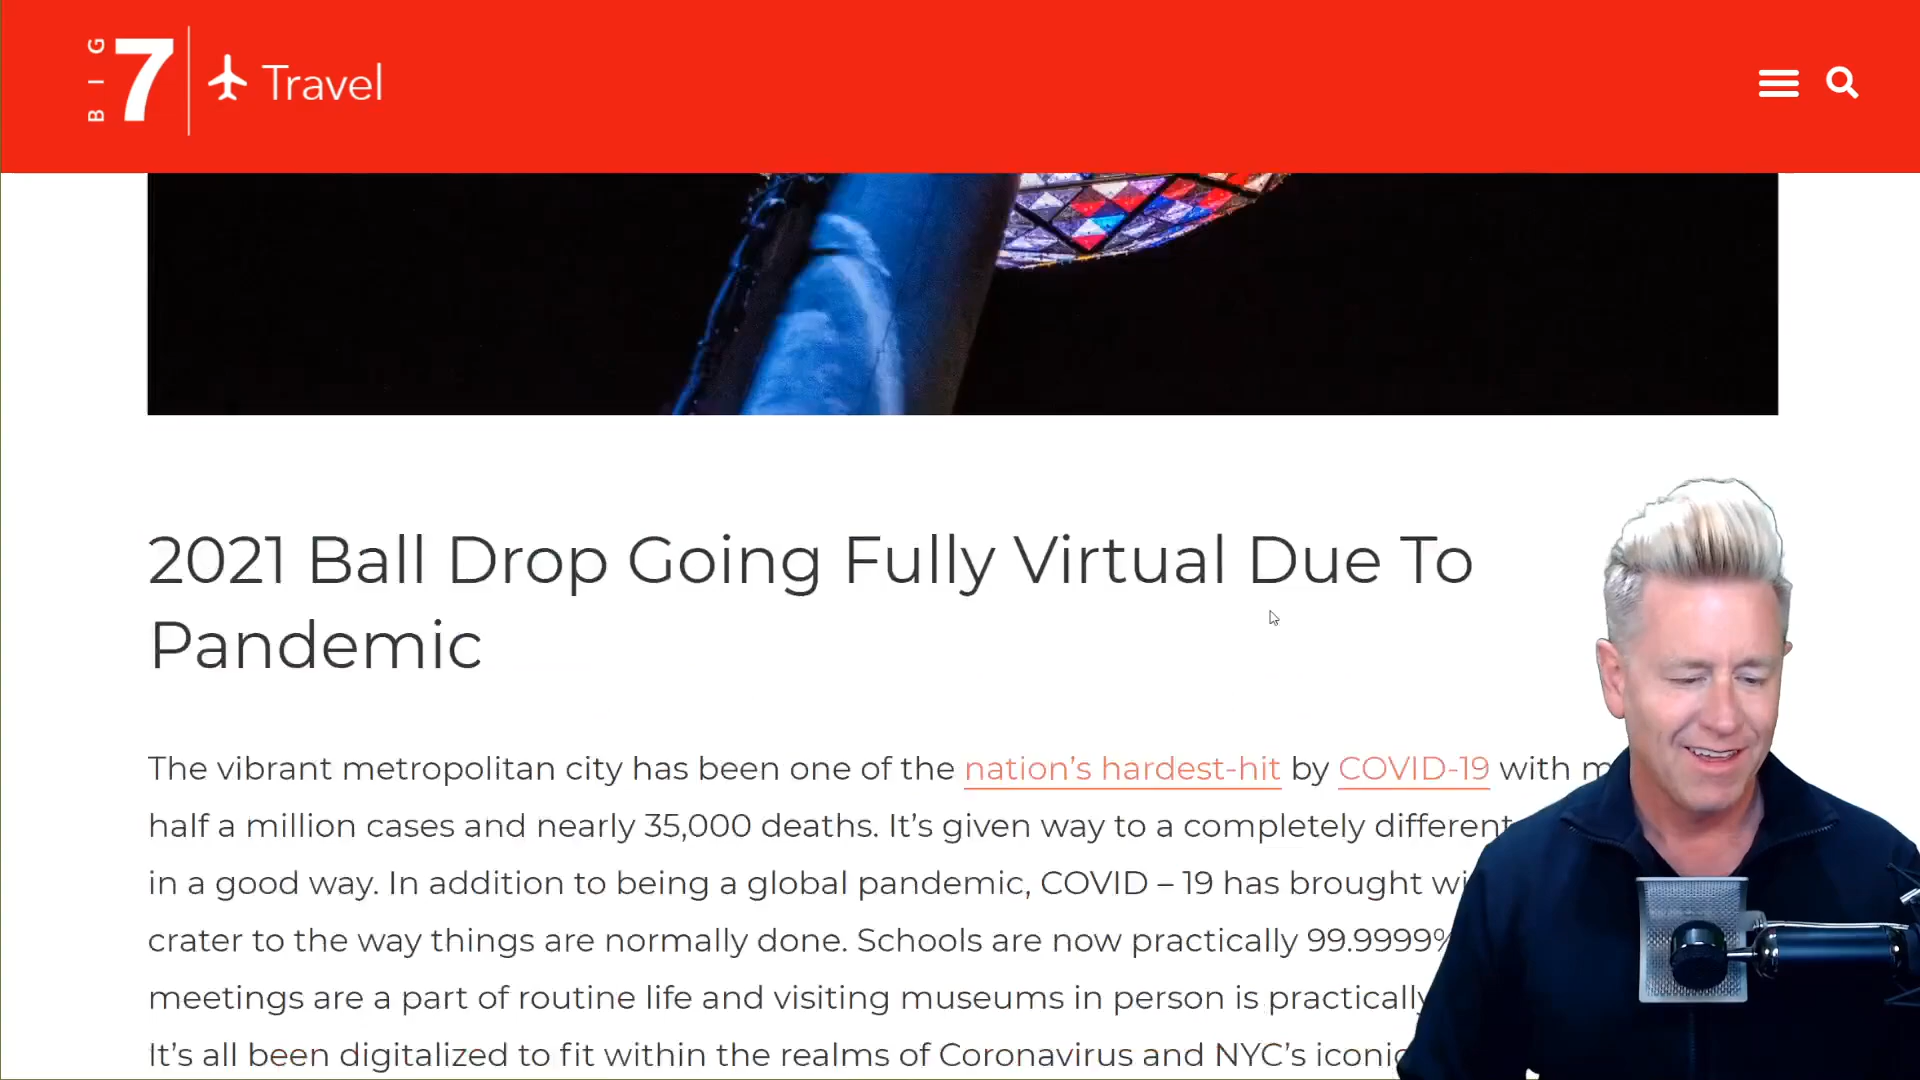 BIG 7 Travel
2021 Ball Drop Going Fully Virtual Due To
Pandemic
The vibrant metropolitan city has been one of the nation's hardest-hit by COVID-19 with
half a million cases and nearly 35,000 deaths. It's given way to a completely different
in a good way. In addition to being a global pandemic, COVID – 19 has brought
crater to the way things are normally done. Schools are now practically 99.9999%
meetings are a part of routine life and visiting museums in person is practically
It's all been digitalized to fit within the realms of Coronavirus and NYC's iconic